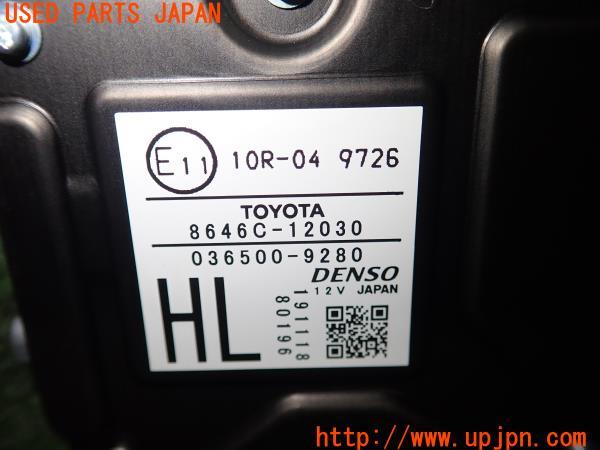 USED PARTS JAPAN
E11 10R-04 9726
TOYOTA
8646C-12030
036500-9280
DENSO
12V JAPAN
HL
191118
80196
http://www.upjpn.com